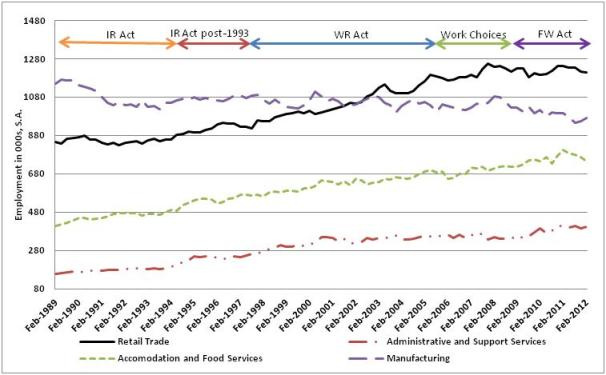 1480
IR Act IR Act post-1993 WR Act Work Choices FW Act
1280
1080
880
680
480
280
80
Employment in 000s, S.A.
Feb-1989 Feb-1990 Feb-1991 Feb-1992 Feb-1993 Feb-1994 Feb-1995 Feb-1996 Feb-1997 Feb-1998 Feb-1999 Feb-2000 Feb-2001 Feb-2002 Feb-2003 Feb-2004 Feb-2005 Feb-2006 Feb-2007 Feb-2008 Feb-2009 Feb-2010 Feb-2011 Feb-2012
Retail Trade Administrative and Support Services
Accomodation and Food Services Manufacturing